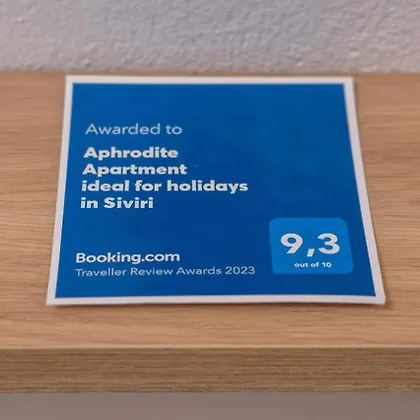 Awarded to
Aphrodite
Apartment
ideal for holidays
in Siviri
Booking.com
Traveller Review Awards 2023
9,3
out of 10